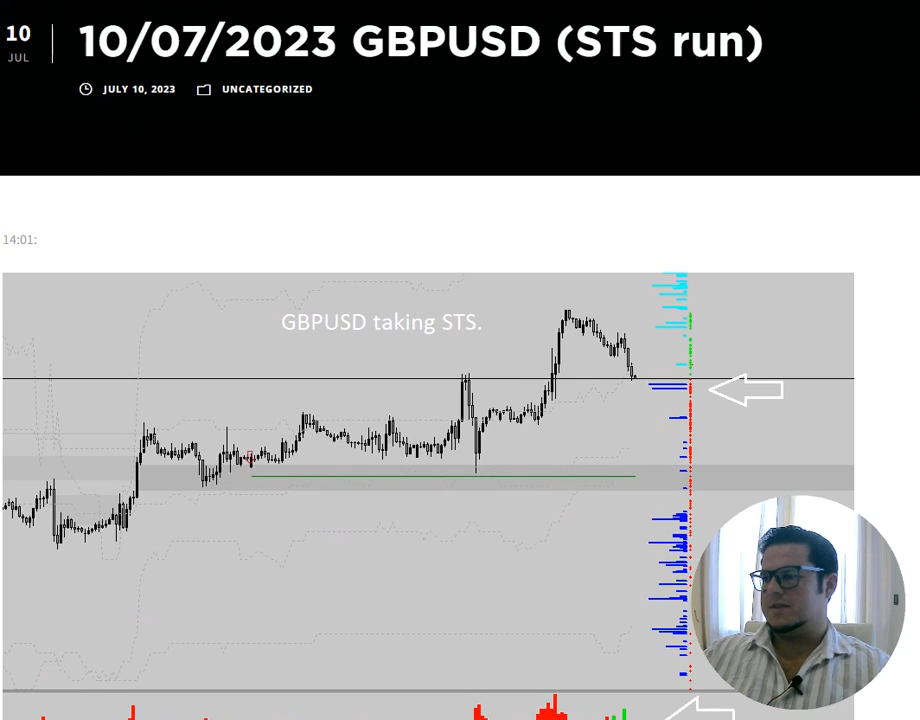 10
JUL
10/07/2023 GBPUSD (STS run)
JULY 10, 2023 UNCATEGORIZED
14:01:
GBPUSD taking STS.